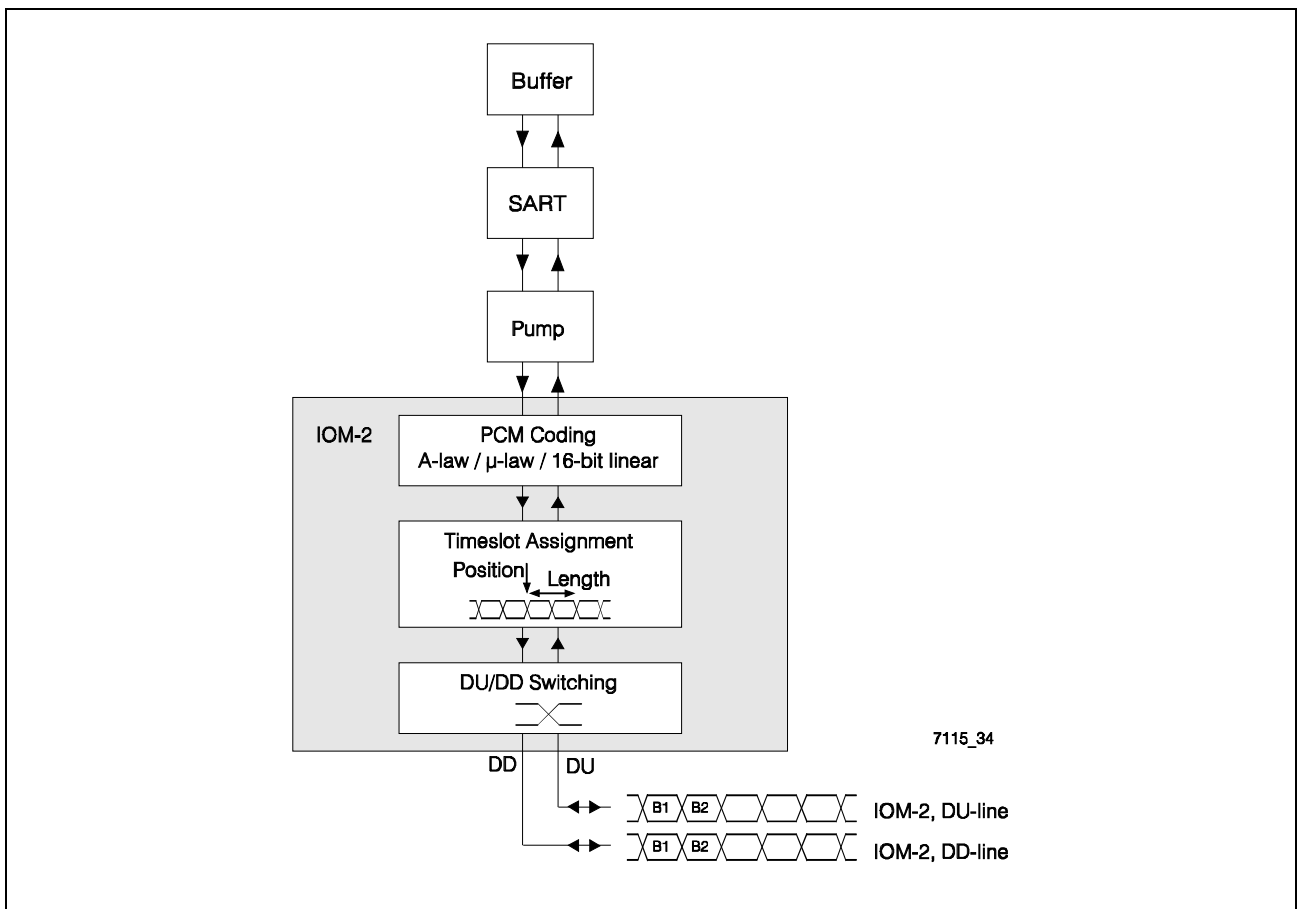 Buffer
SART
Pump
IOM-2
PCM Coding
A-law / µ-law / 16-bit linear
Timeslot Assignment
Position
Length
DU/DD Switching
7115_34
DD
DU
B1 B2
IOM-2, DU-line
B1 B2
IOM-2, DD-line